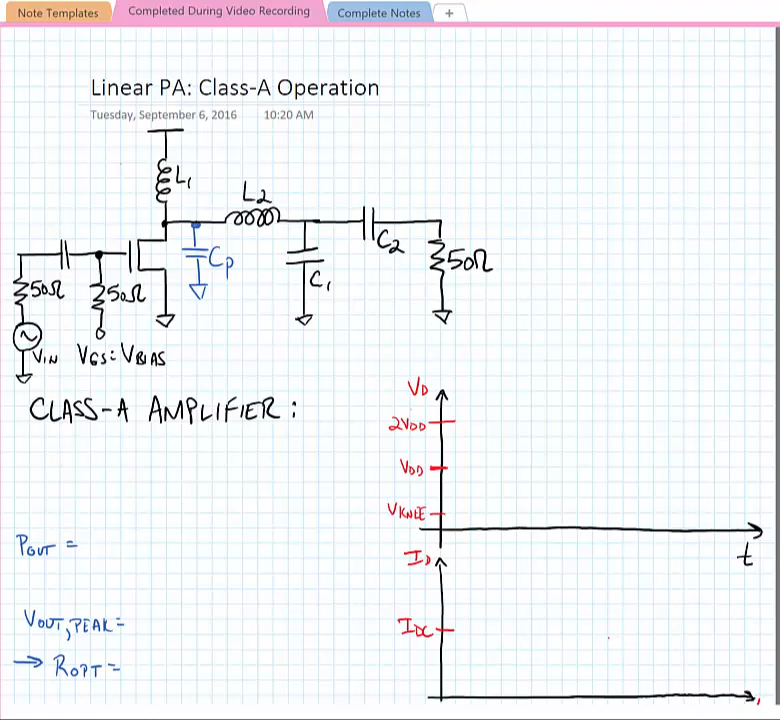 Note Templates
Completed During Video Recording
Complete Notes
+
Linear PA: Class-A Operation
Tuesday, September 6, 2016 10:20 AM
L1
L2
C2
50Ω
CP
C1
50Ω
50Ω
VIN
VGS = VBIAS
CLASS-A AMPLIFIER:
VD
2VDD
VDD
VKNEE
t
POUT =
ID
VOUT,PEAK =
IDC
→ ROPT =